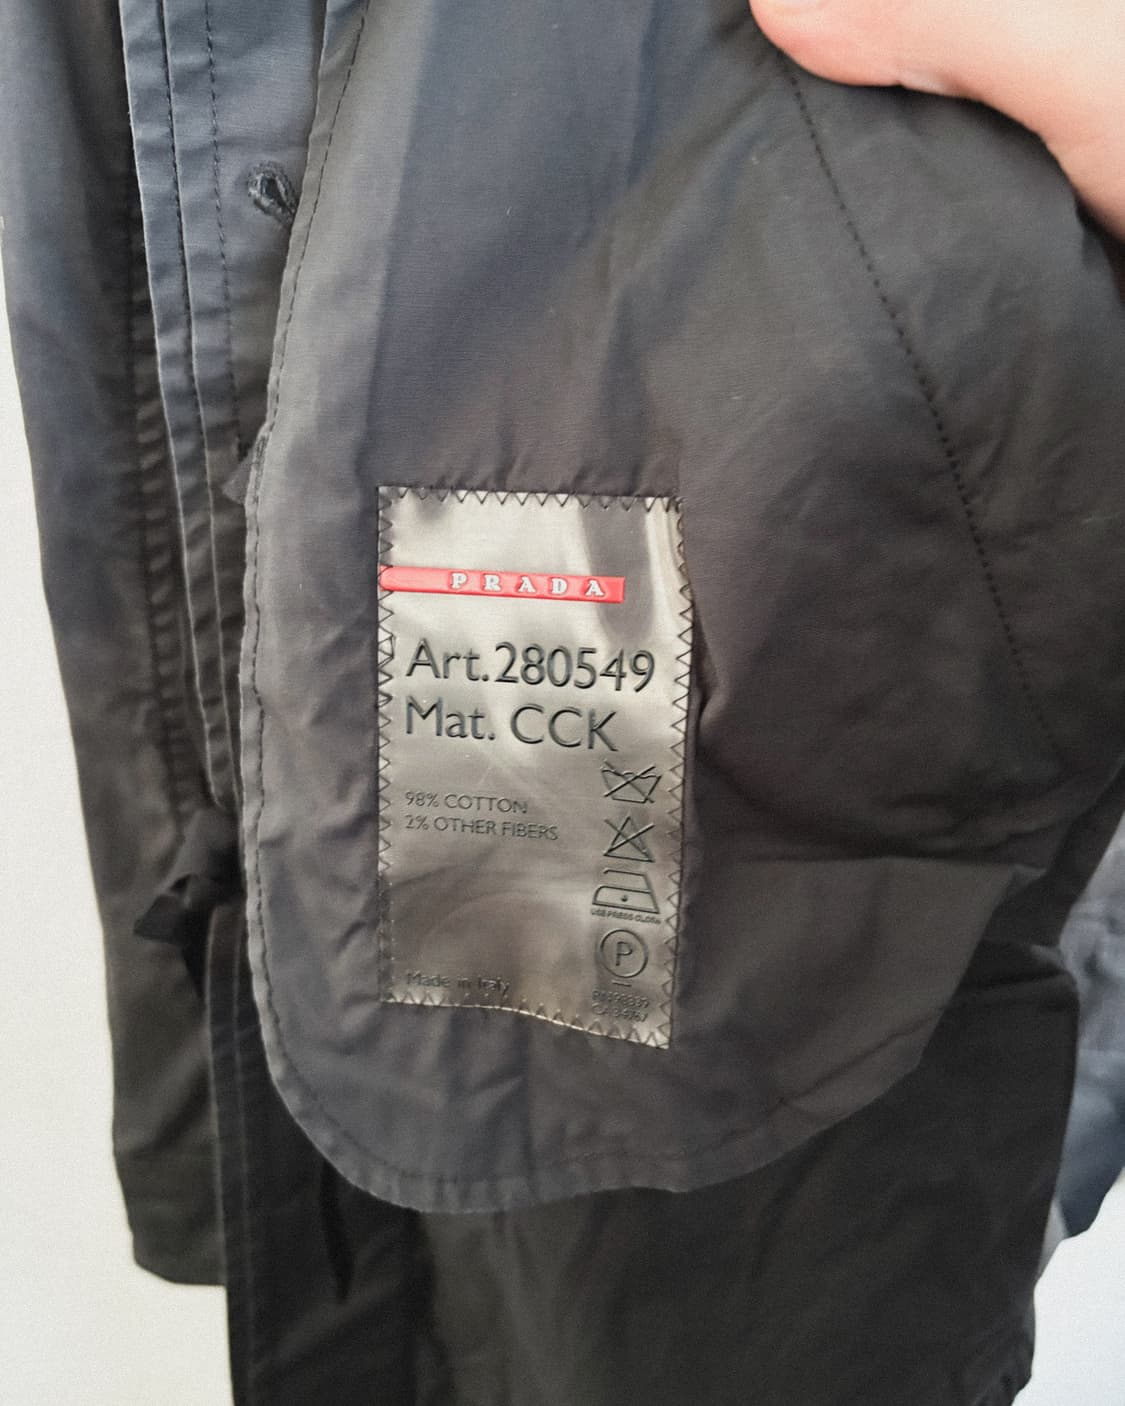 PRADA
Art.280549
Mat. CCK
98% COTTON
2% OTHER FIBERS
USE PRESS CLOTH
P
Made in Italy